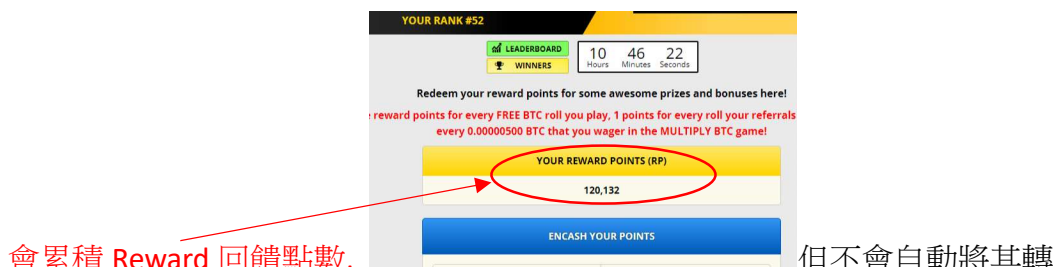 YOUR RANK #52
LEADERBOARD
WINNERS
10 46 22
Hours Minutes Seconds
Redeem your reward points for some awesome prizes and bonuses here!
reward points for every FREE BTC roll you play, 1 points for every roll your referrals
every 0.00000500 BTC that you wager in the MULTIPLY BTC game!
YOUR REWARD POINTS (RP)
120,132
ENCASH YOUR POINTS
會累積 Reward 回饋點數, 但不會自動將其轉